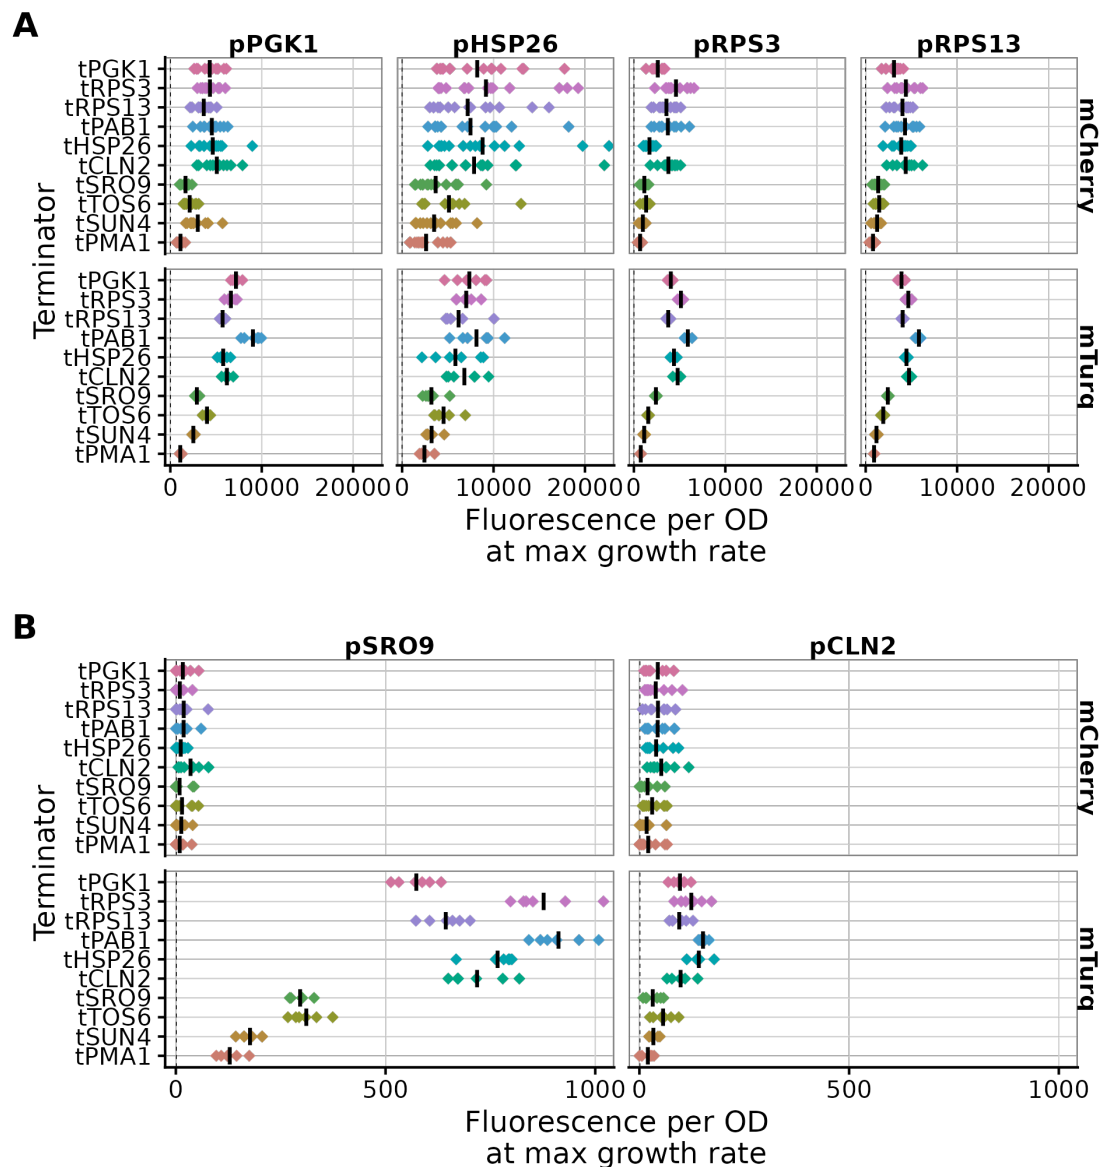 A
pPGK1 pHSP26 pRPS3 pRPS13
tPGK1
tRPS3
tRPS13
tPAB1
tHSP26
tCLN2
tSRO9
tTOS6
tSUN4
tPMA1
mCherry
Terminator
tPGK1
tRPS3
tRPS13
tPAB1
tHSP26
tCLN2
tSRO9
tTOS6
tSUN4
tPMA1
mTurq
0 10000 20000 0 10000 20000 0 10000 20000 0 10000 20000
Fluorescence per OD
at max growth rate
B
pSRO9 pCLN2
tPGK1
tRPS3
tRPS13
tPAB1
tHSP26
tCLN2
tSRO9
tTOS6
tSUN4
tPMA1
mCherry
Terminator
tPGK1
tRPS3
tRPS13
tPAB1
tHSP26
tCLN2
tSRO9
tTOS6
tSUN4
tPMA1
mTurq
0 500 1000 0 500 1000
Fluorescence per OD
at max growth rate